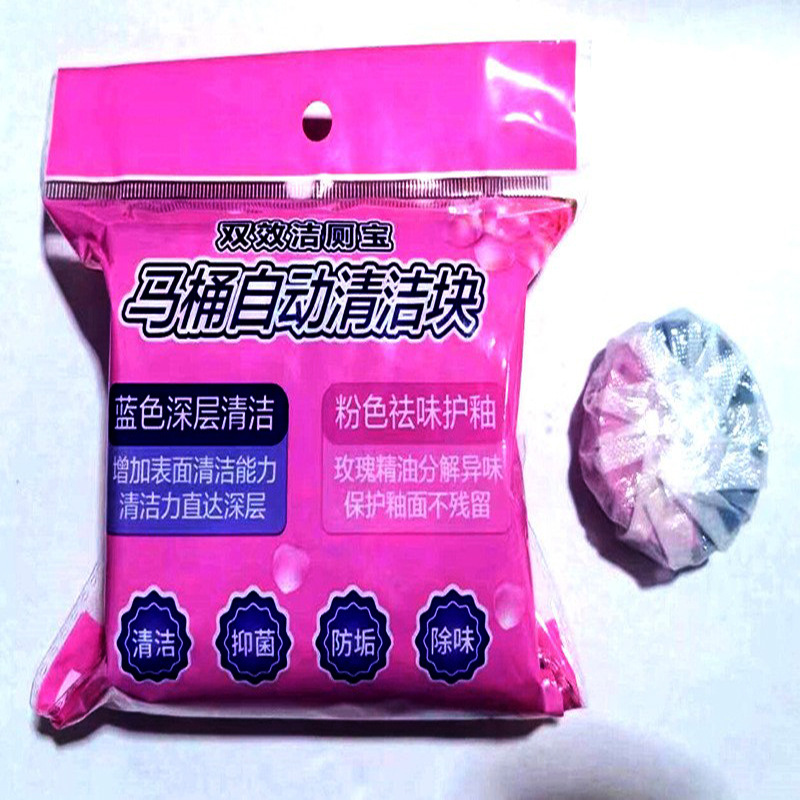 双效洁厕宝
马桶自动清洁块
蓝色深层清洁
增加表面清洁能力
清洁力直达深层
粉色祛味护釉
玫瑰精油分解异味
保护釉面不残留
清洁
抑菌
防垢
除味